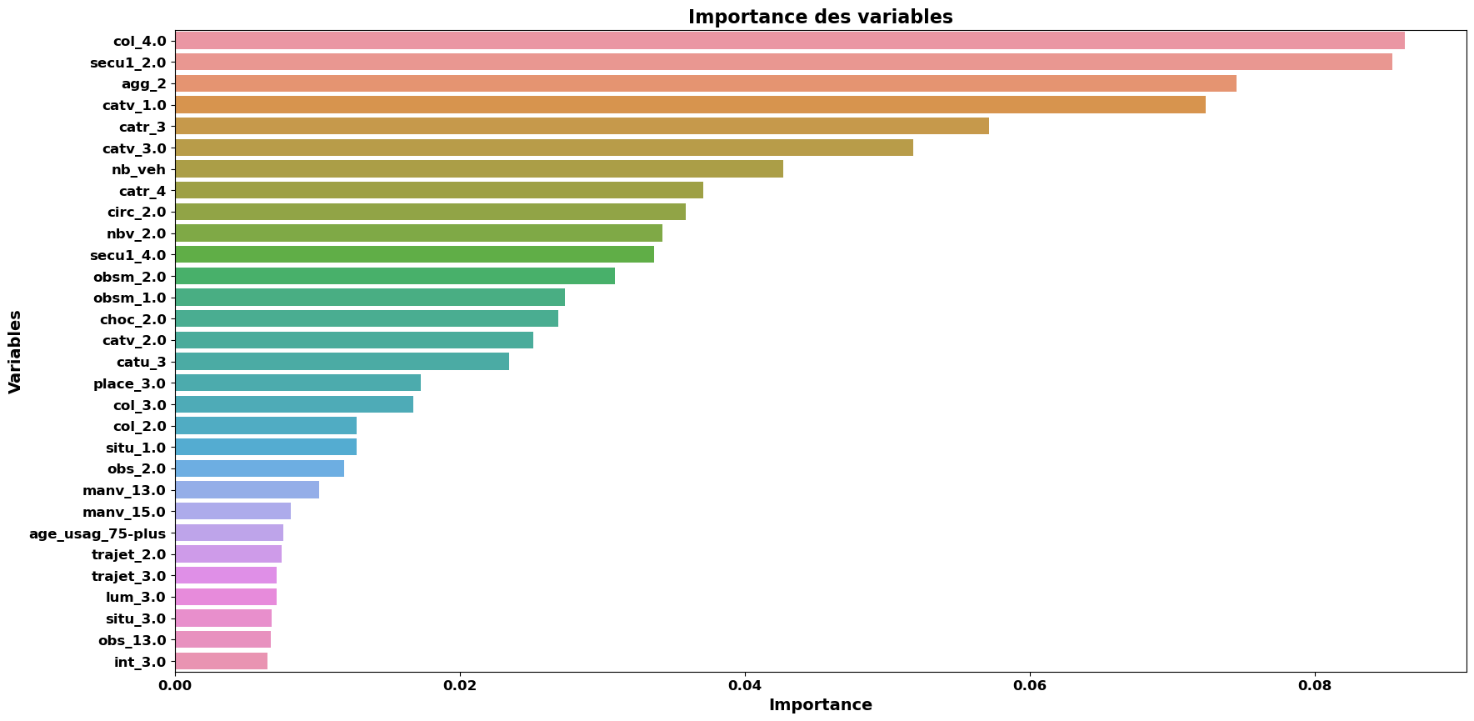 Importance des variables
col_4.0
secu1_2.0
agg_2
catv_1.0
catr_3
catv_3.0
nb_veh
catr_4
circ_2.0
nbv_2.0
secu1_4.0
obsm_2.0
obsm_1.0
choc_2.0
catv_2.0
catu_3
place_3.0
col_3.0
col_2.0
situ_1.0
obs_2.0
manv_13.0
manv_15.0
age_usag_75-plus
trajet_2.0
trajet_3.0
lum_3.0
situ_3.0
obs_13.0
int_3.0
Variables
0.00 0.02 0.04 0.06 0.08
Importance